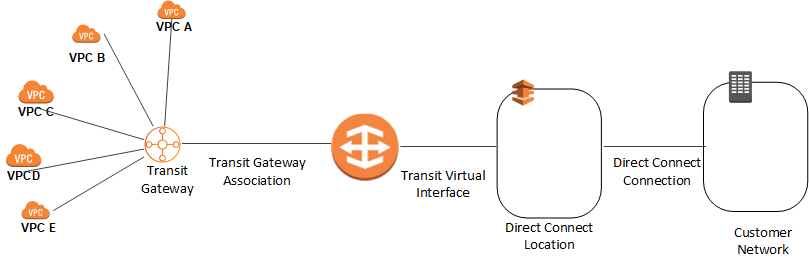 VPC
VPC A
VPC
VPC B
VPC
VPC C
VPC
VPCD
VPC
VPC E
Transit
Gateway
Transit Gateway
Association
Transit Virtual
Interface
Direct Connect
Location
Direct Connect
Connection
Customer
Network